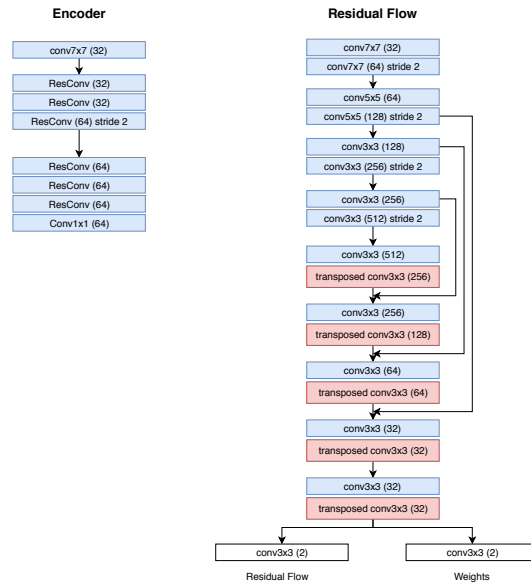 Encoder
conv7x7 (32)
ResConv (32)
ResConv (32)
ResConv (64) stride 2
ResConv (64)
ResConv (64)
ResConv (64)
Conv1x1 (64)
Residual Flow
conv7x7 (32)
conv7x7 (64) stride 2
conv5x5 (64)
conv5x5 (128) stride 2
conv3x3 (128)
conv3x3 (256) stride 2
conv3x3 (256)
conv3x3 (512) stride 2
conv3x3 (512)
transposed conv3x3 (256)
conv3x3 (256)
transposed conv3x3 (128)
conv3x3 (64)
transposed conv3x3 (64)
conv3x3 (32)
transposed conv3x3 (32)
conv3x3 (32)
transposed conv3x3 (32)
conv3x3 (2)
Residual Flow
conv3x3 (2)
Weights